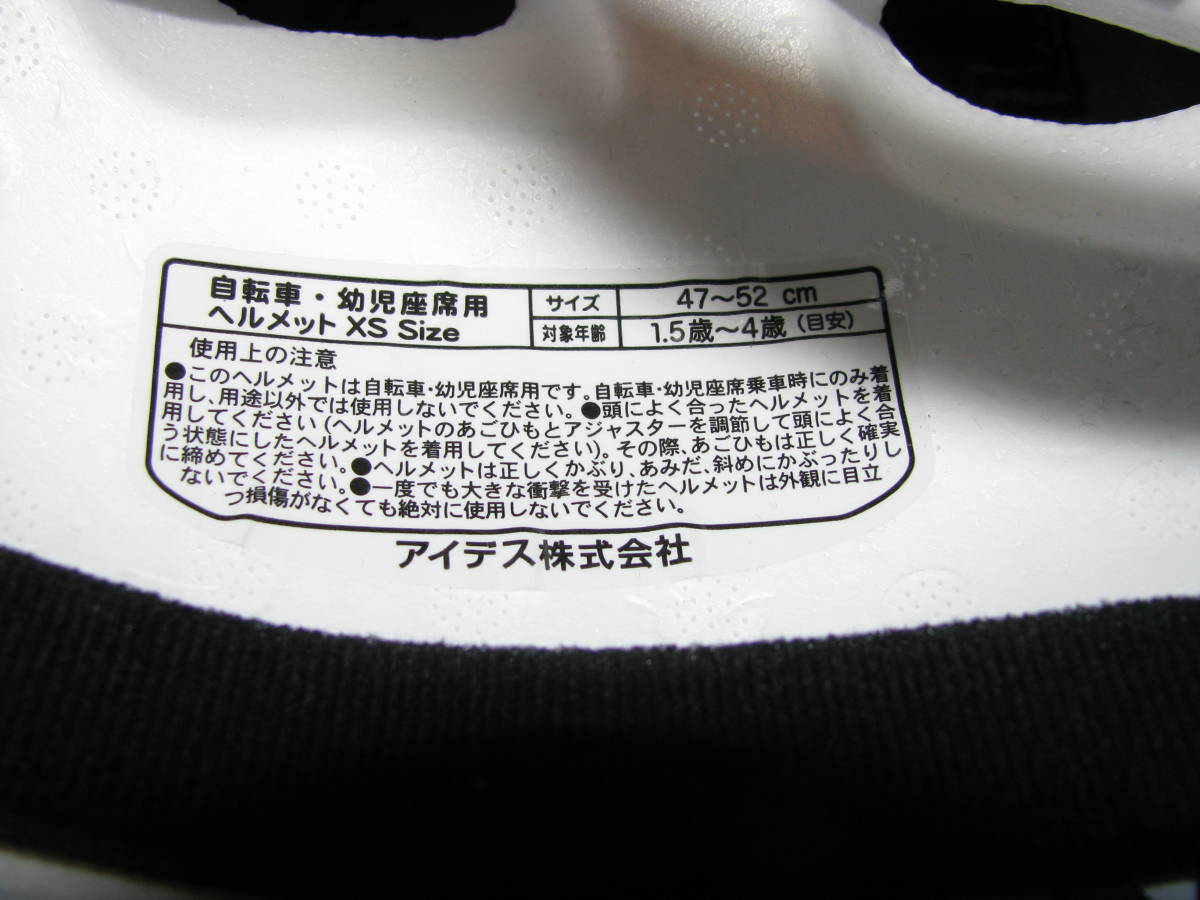 自転車・幼児座席用
ヘルメット XS Size
サイズ 47～52 cm
対象年齢 1.5歳～4歳（目安）
使用上の注意
●このヘルメットは自転車・幼児座席用です。自転車・幼児座席乗車時にのみ着
用し、用途以外では使用しないでください。●頭によく合ったヘルメットを着
用してください（ヘルメットのあごひもとアジャスターを調節して頭によく合
う状態にしたヘルメットを着用してください）。その際、あごひもは正しく確実
に締めてください。●ヘルメットは正しくかぶり、あみだ、斜めにかぶったりし
ないでください。●一度でも大きな衝撃を受けたヘルメットは外観に目立
つ損傷がなくても絶対に使用しないでください。
アイデス株式会社